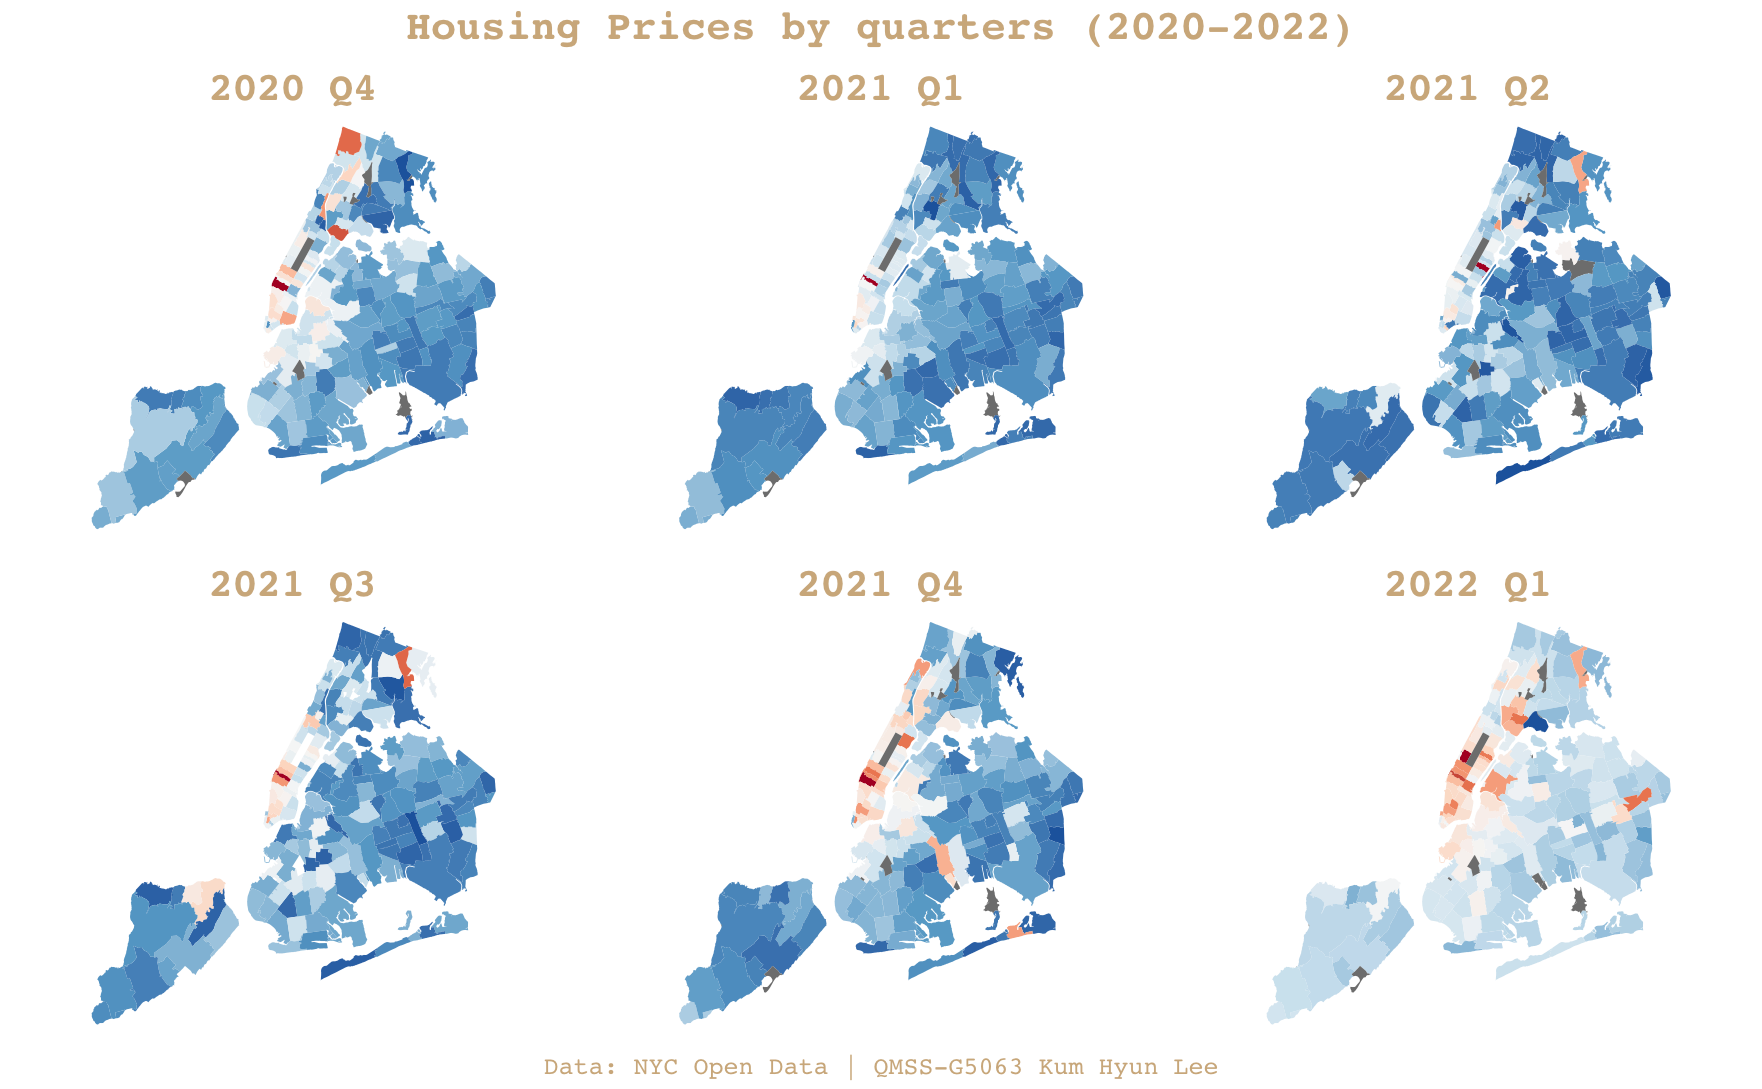 Housing Prices by quarters (2020-2022)
2020 Q4
2021 Q1
2021 Q2
2021 Q3
2021 Q4
2022 Q1
Data: NYC Open Data | QMSS-G5063 Kum Hyun Lee